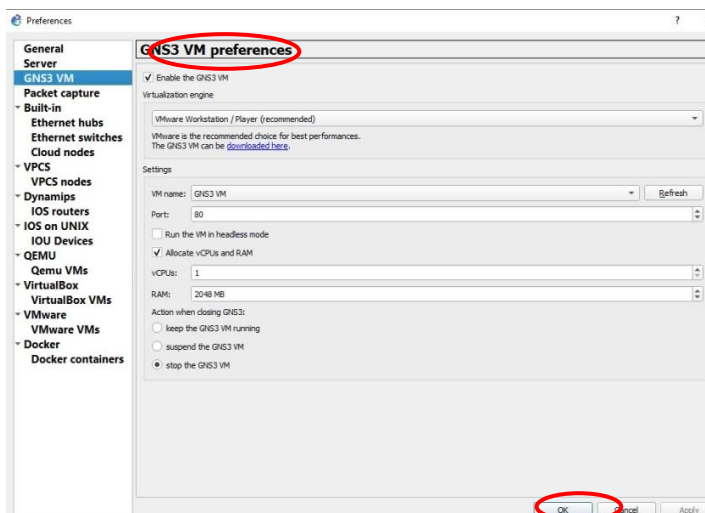 Preferences
?
General
Server
GNS3 VM
Packet capture
Built-in
Ethernet hubs
Ethernet switches
Cloud nodes
VPCS
VPCS nodes
Dynamips
IOS routers
IOS on UNIX
IOU Devices
QEMU
Qemu VMs
VirtualBox
VirtualBox VMs
VMware
VMware VMs
Docker
Docker containers
GNS3 VM preferences
Enable the GNS3 VM
Virtualization engine
VMware Workstation / Player (recommended)
VMware is the recommended choice for best performances.
The GNS3 VM can be downloaded here.
Settings
VM name: GNS3 VM Refresh
Port: 80
Run the VM in headless mode
Allocate vCPUs and RAM
vCPUs: 1
RAM: 2048 MB
Action when closing GNS3:
keep the GNS3 VM running
suspend the GNS3 VM
stop the GNS3 VM
OK Cancel Apply